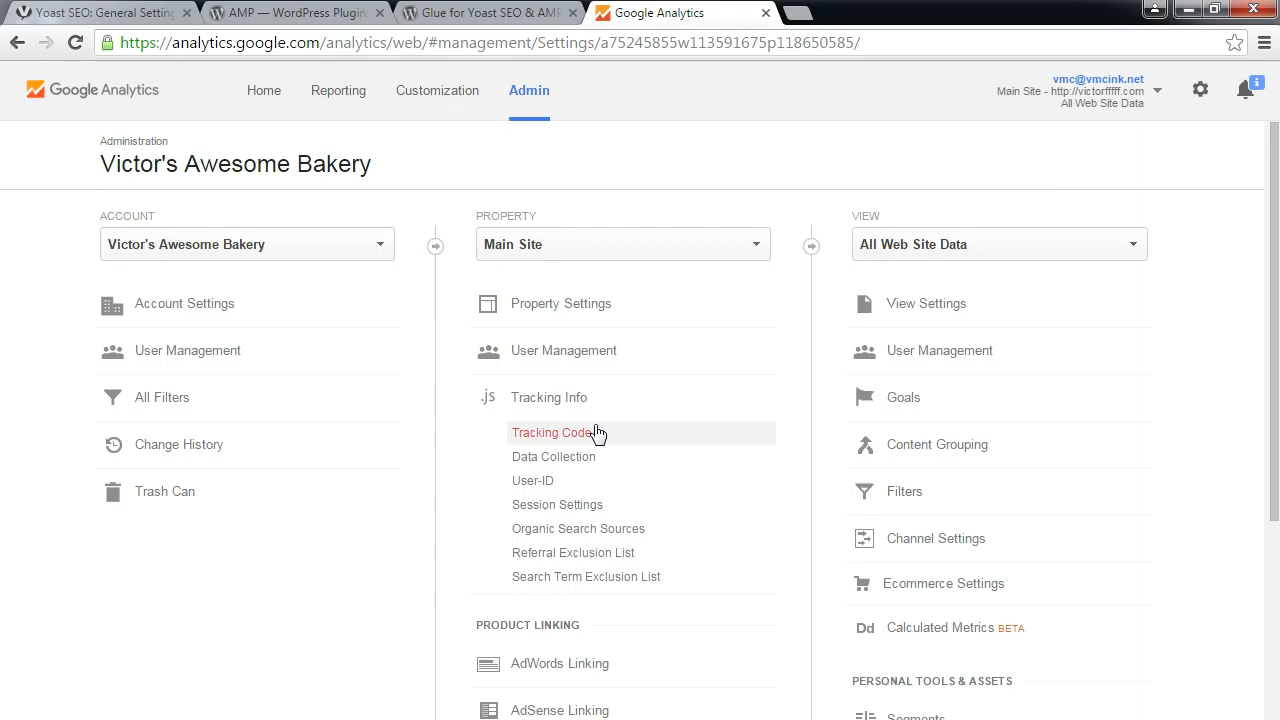 Yoast SEO: General Setting
AMP — WordPress Plugins
Glue for Yoast SEO & AM
Google Analytics
https://analytics.google.com/analytics/web/#management/Settings/a75245855w113591675p118650585/
Google Analytics
Home
Reporting
Customization
Admin
vmc@vmcink.net
Main Site - http://victorfffff.com
All Web Site Data
Administration
Victor's Awesome Bakery
ACCOUNT
Victor's Awesome Bakery
Account Settings
User Management
All Filters
Change History
Trash Can
PROPERTY
Main Site
Property Settings
User Management
.js
Tracking Info
Tracking Code
Data Collection
User-ID
Session Settings
Organic Search Sources
Referral Exclusion List
Search Term Exclusion List
PRODUCT LINKING
AdWords Linking
AdSense Linking
VIEW
All Web Site Data
View Settings
User Management
Goals
Content Grouping
Filters
Channel Settings
Ecommerce Settings
Dd
Calculated Metrics BETA
PERSONAL TOOLS & ASSETS
Segments